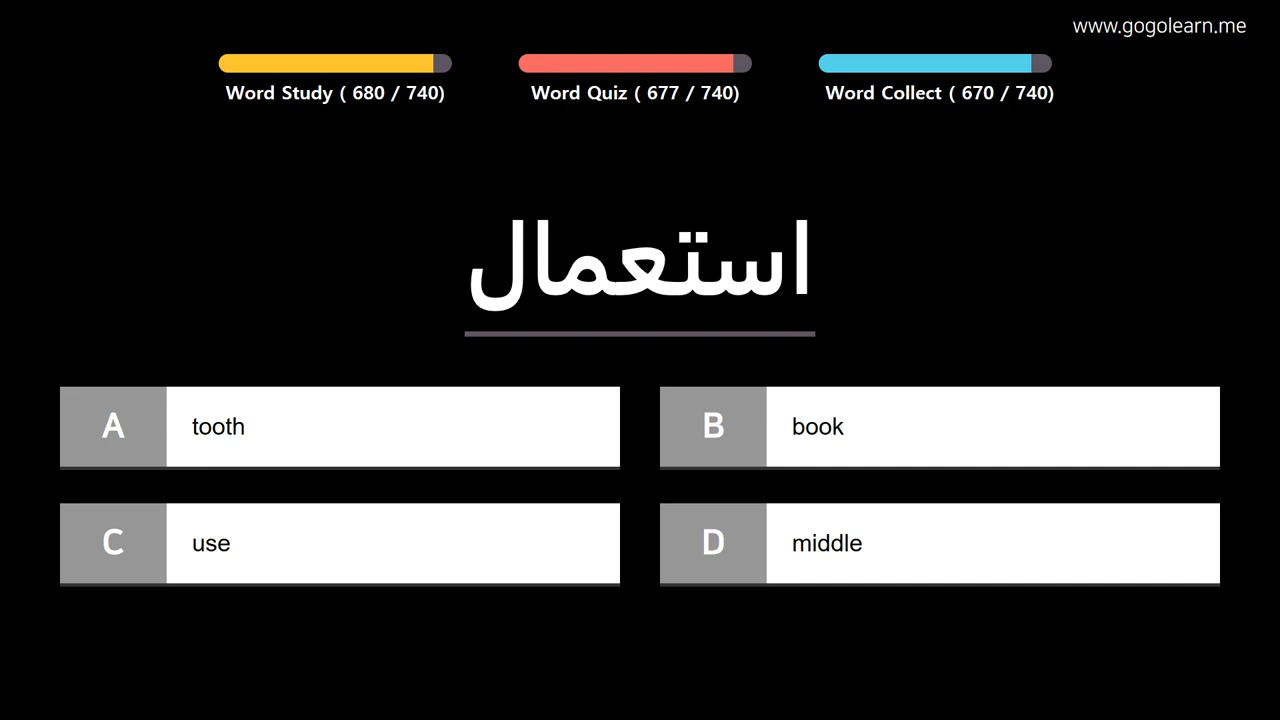 www.gogolearn.me
Word Study ( 680 / 740)
Word Quiz ( 677 / 740)
Word Collect ( 670 / 740)
استعمال
A tooth
B book
C use
D middle